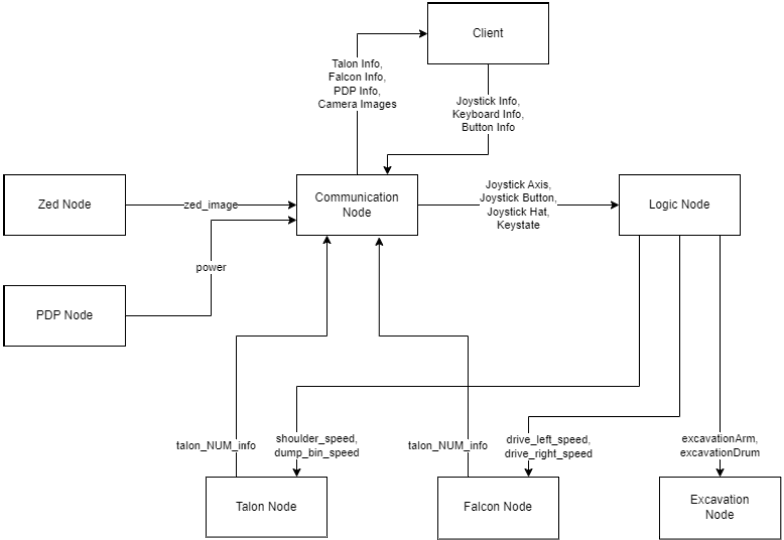 Client
Talon Info,
Falcon Info,
PDP Info,
Camera Images
Joystick Info,
Keyboard Info,
Button Info
Zed Node
zed_image
Communication
Node
Joystick Axis,
Joystick Button,
Joystick Hat,
Keystate
Logic Node
power
PDP Node
talon_NUM_info
shoulder_speed,
dump_bin_speed
talon_NUM_info
drive_left_speed,
drive_right_speed
excavationArm,
excavationDrum
Talon Node
Falcon Node
Excavation
Node